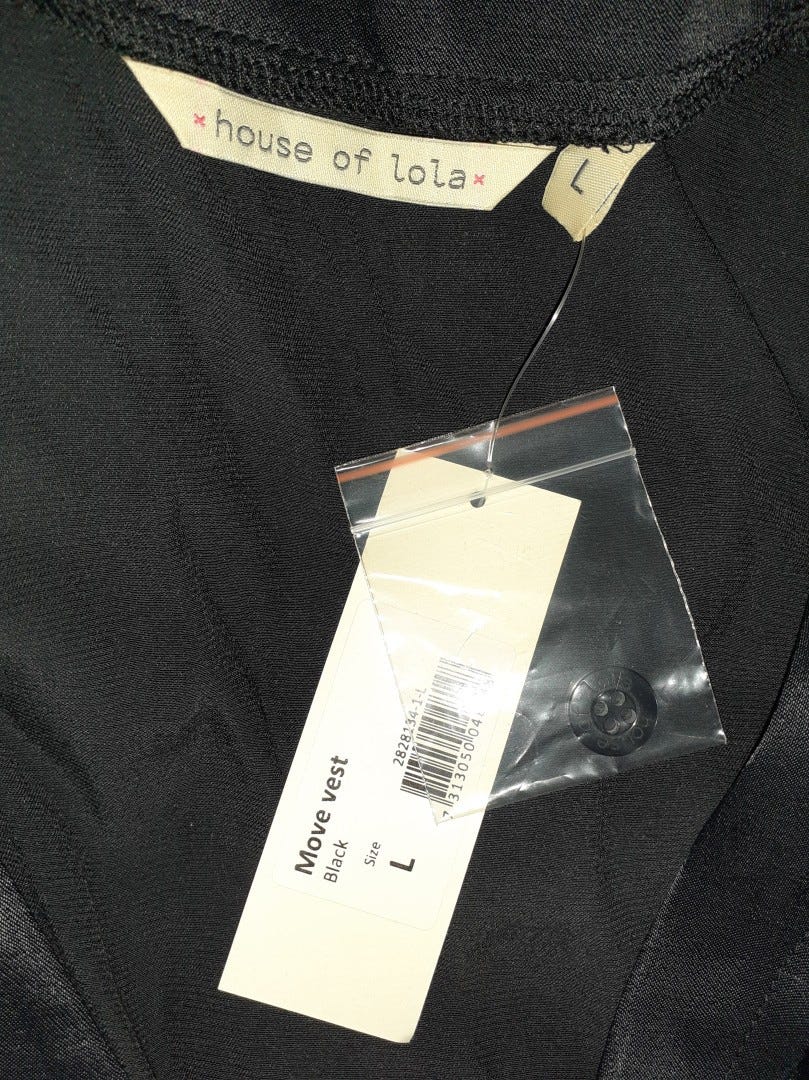 × house of lola ×
L
Move vest
Black
Size
L
2828134-1-L